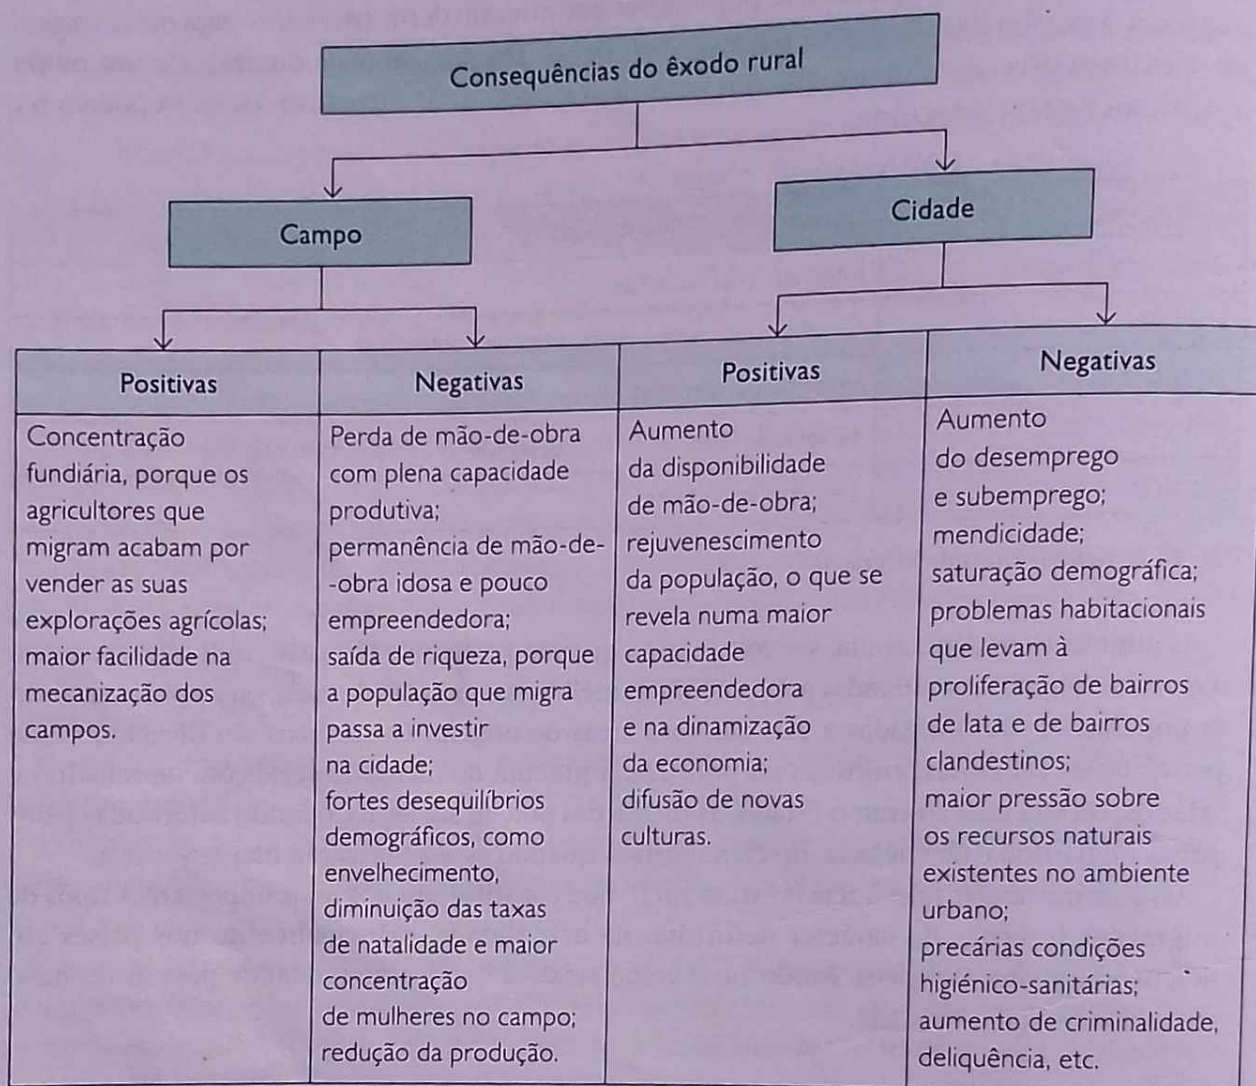 Consequências do êxodo rural
Campo
Cidade
Positivas
Negativas
Positivas
Negativas
Concentração
fundiária, porque os
agricultores que
migram acabam por
vender as suas
explorações agrícolas;
maior facilidade na
mecanização dos
campos.
Perda de mão-de-obra
com plena capacidade
produtiva;
permanência de mão-de-
-obra idosa e pouco
empreendedora;
saída de riqueza, porque
a população que migra
passa a investir
na cidade;
fortes desequilíbrios
demográficos, como
envelhecimento,
diminuição das taxas
de natalidade e maior
concentração
de mulheres no campo;
redução da produção.
Aumento
da disponibilidade
de mão-de-obra;
rejuvenescimento
da população, o que se
revela numa maior
capacidade
empreendedora
e na dinamização
da economia;
difusão de novas
culturas.
Aumento
do desemprego
e subemprego;
mendicidade;
saturação demográfica;
problemas habitacionais
que levam à
proliferação de bairros
de lata e de bairros
clandestinos;
maior pressão sobre
os recursos naturais
existentes no ambiente
urbano;
precárias condições
higiénico-sanitárias;
aumento de criminalidade,
deliquência, etc.